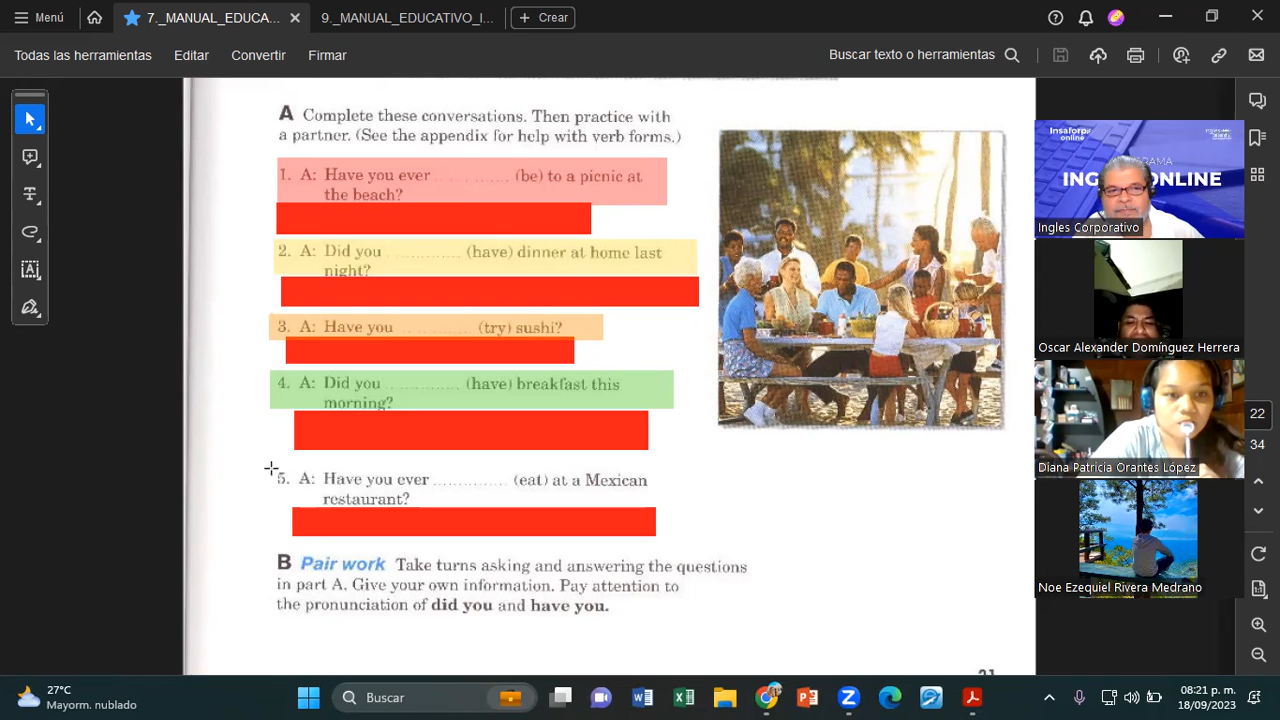 Menú
7._MANUAL_EDUCA...
9._MANUAL_EDUCATIVO_I...
Crear
Todas las herramientas
Editar
Convertir
Firmar
Buscar texto o herramientas
A Complete these conversations. Then practice with
a partner. (See the appendix for help with verb forms.)
1. A: Have you ever .............. (be) to a picnic at
the beach?
2. A: Did you .............. (have) dinner at home last
night?
3. A: Have you .............. (try) sushi?
4. A: Did you .............. (have) breakfast this
morning?
5. A: Have you ever .............. (eat) at a Mexican
restaurant?
B Pair work Take turns asking and answering the questions
in part A. Give your own information. Pay attention to
the pronunciation of did you and have you.
21
Insaforp
online
Ingles Corporativo
Oscar Alexander Domínguez Herrera
Diana Patricia Orantes López
Noe Ezequiel Rivera Medrano
22
34
27°C
Mayorm. nublado
Buscar
08:21 p. m.
18/09/2023